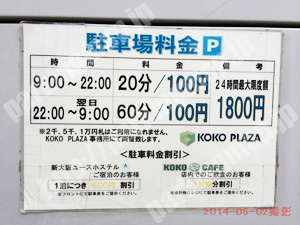 駐車場料金 P
時間 料金 備考
9:00～22:00 20分/100円 24時間最大限度額
22:00～翌日9:00 60分/100円 1800円
※2千、5千、1万円札はご利用になれません。
KOKO PLAZA 事務所にて両替致します。
KOKO PLAZA
＜駐車料金割引＞
新大阪ユースホステル KOKO CAFE
ご宿泊のお客様 店内でのご飲食のお客様
1泊につき 割引 分割引
2014-06-02撮影